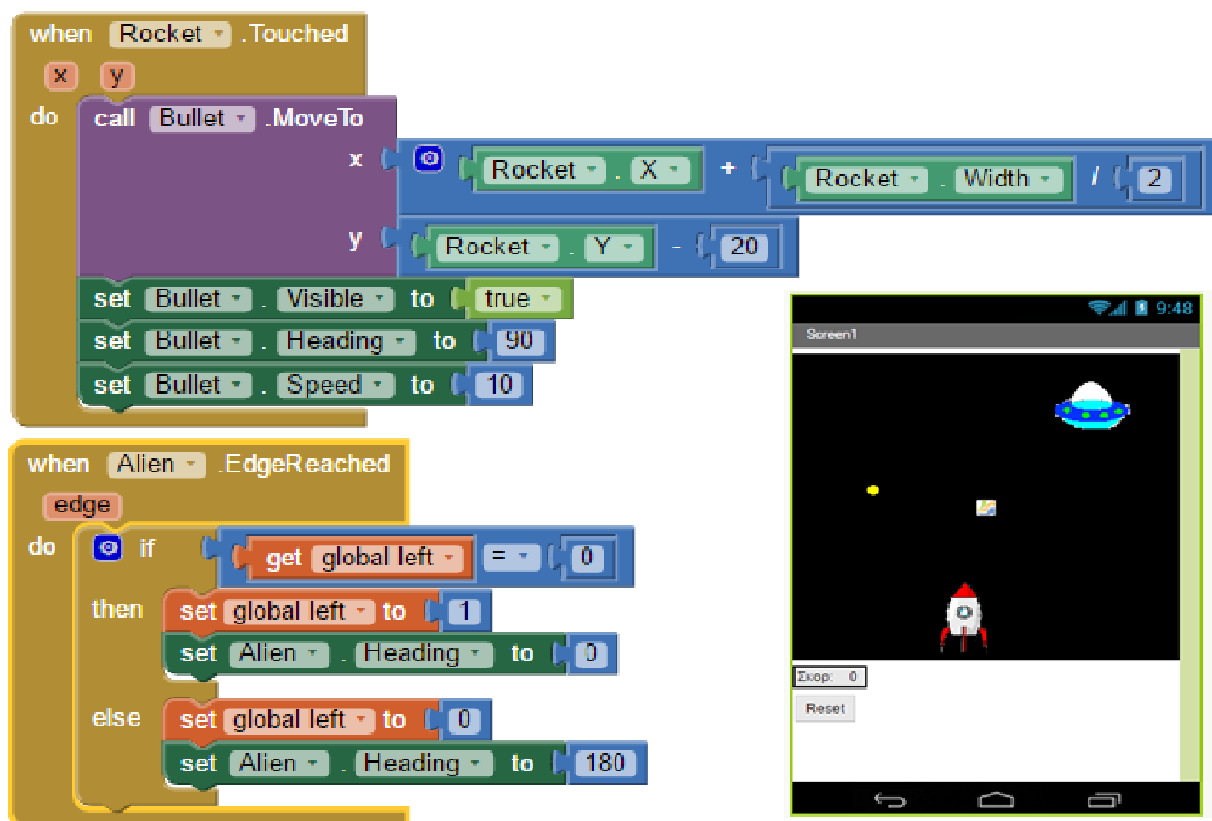 when Rocket .Touched
x y
do call Bullet .MoveTo
x Rocket . X + Rocket . Width / 2
y Rocket . Y - 20
set Bullet . Visible to true
set Bullet . Heading to 90
set Bullet . Speed to 10
when Alien .EdgeReached
edge
do if get global left = 0
then set global left to 1
set Alien . Heading to 0
else set global left to 0
set Alien . Heading to 180
9:48
Screen1
Σκορ: 0
Reset